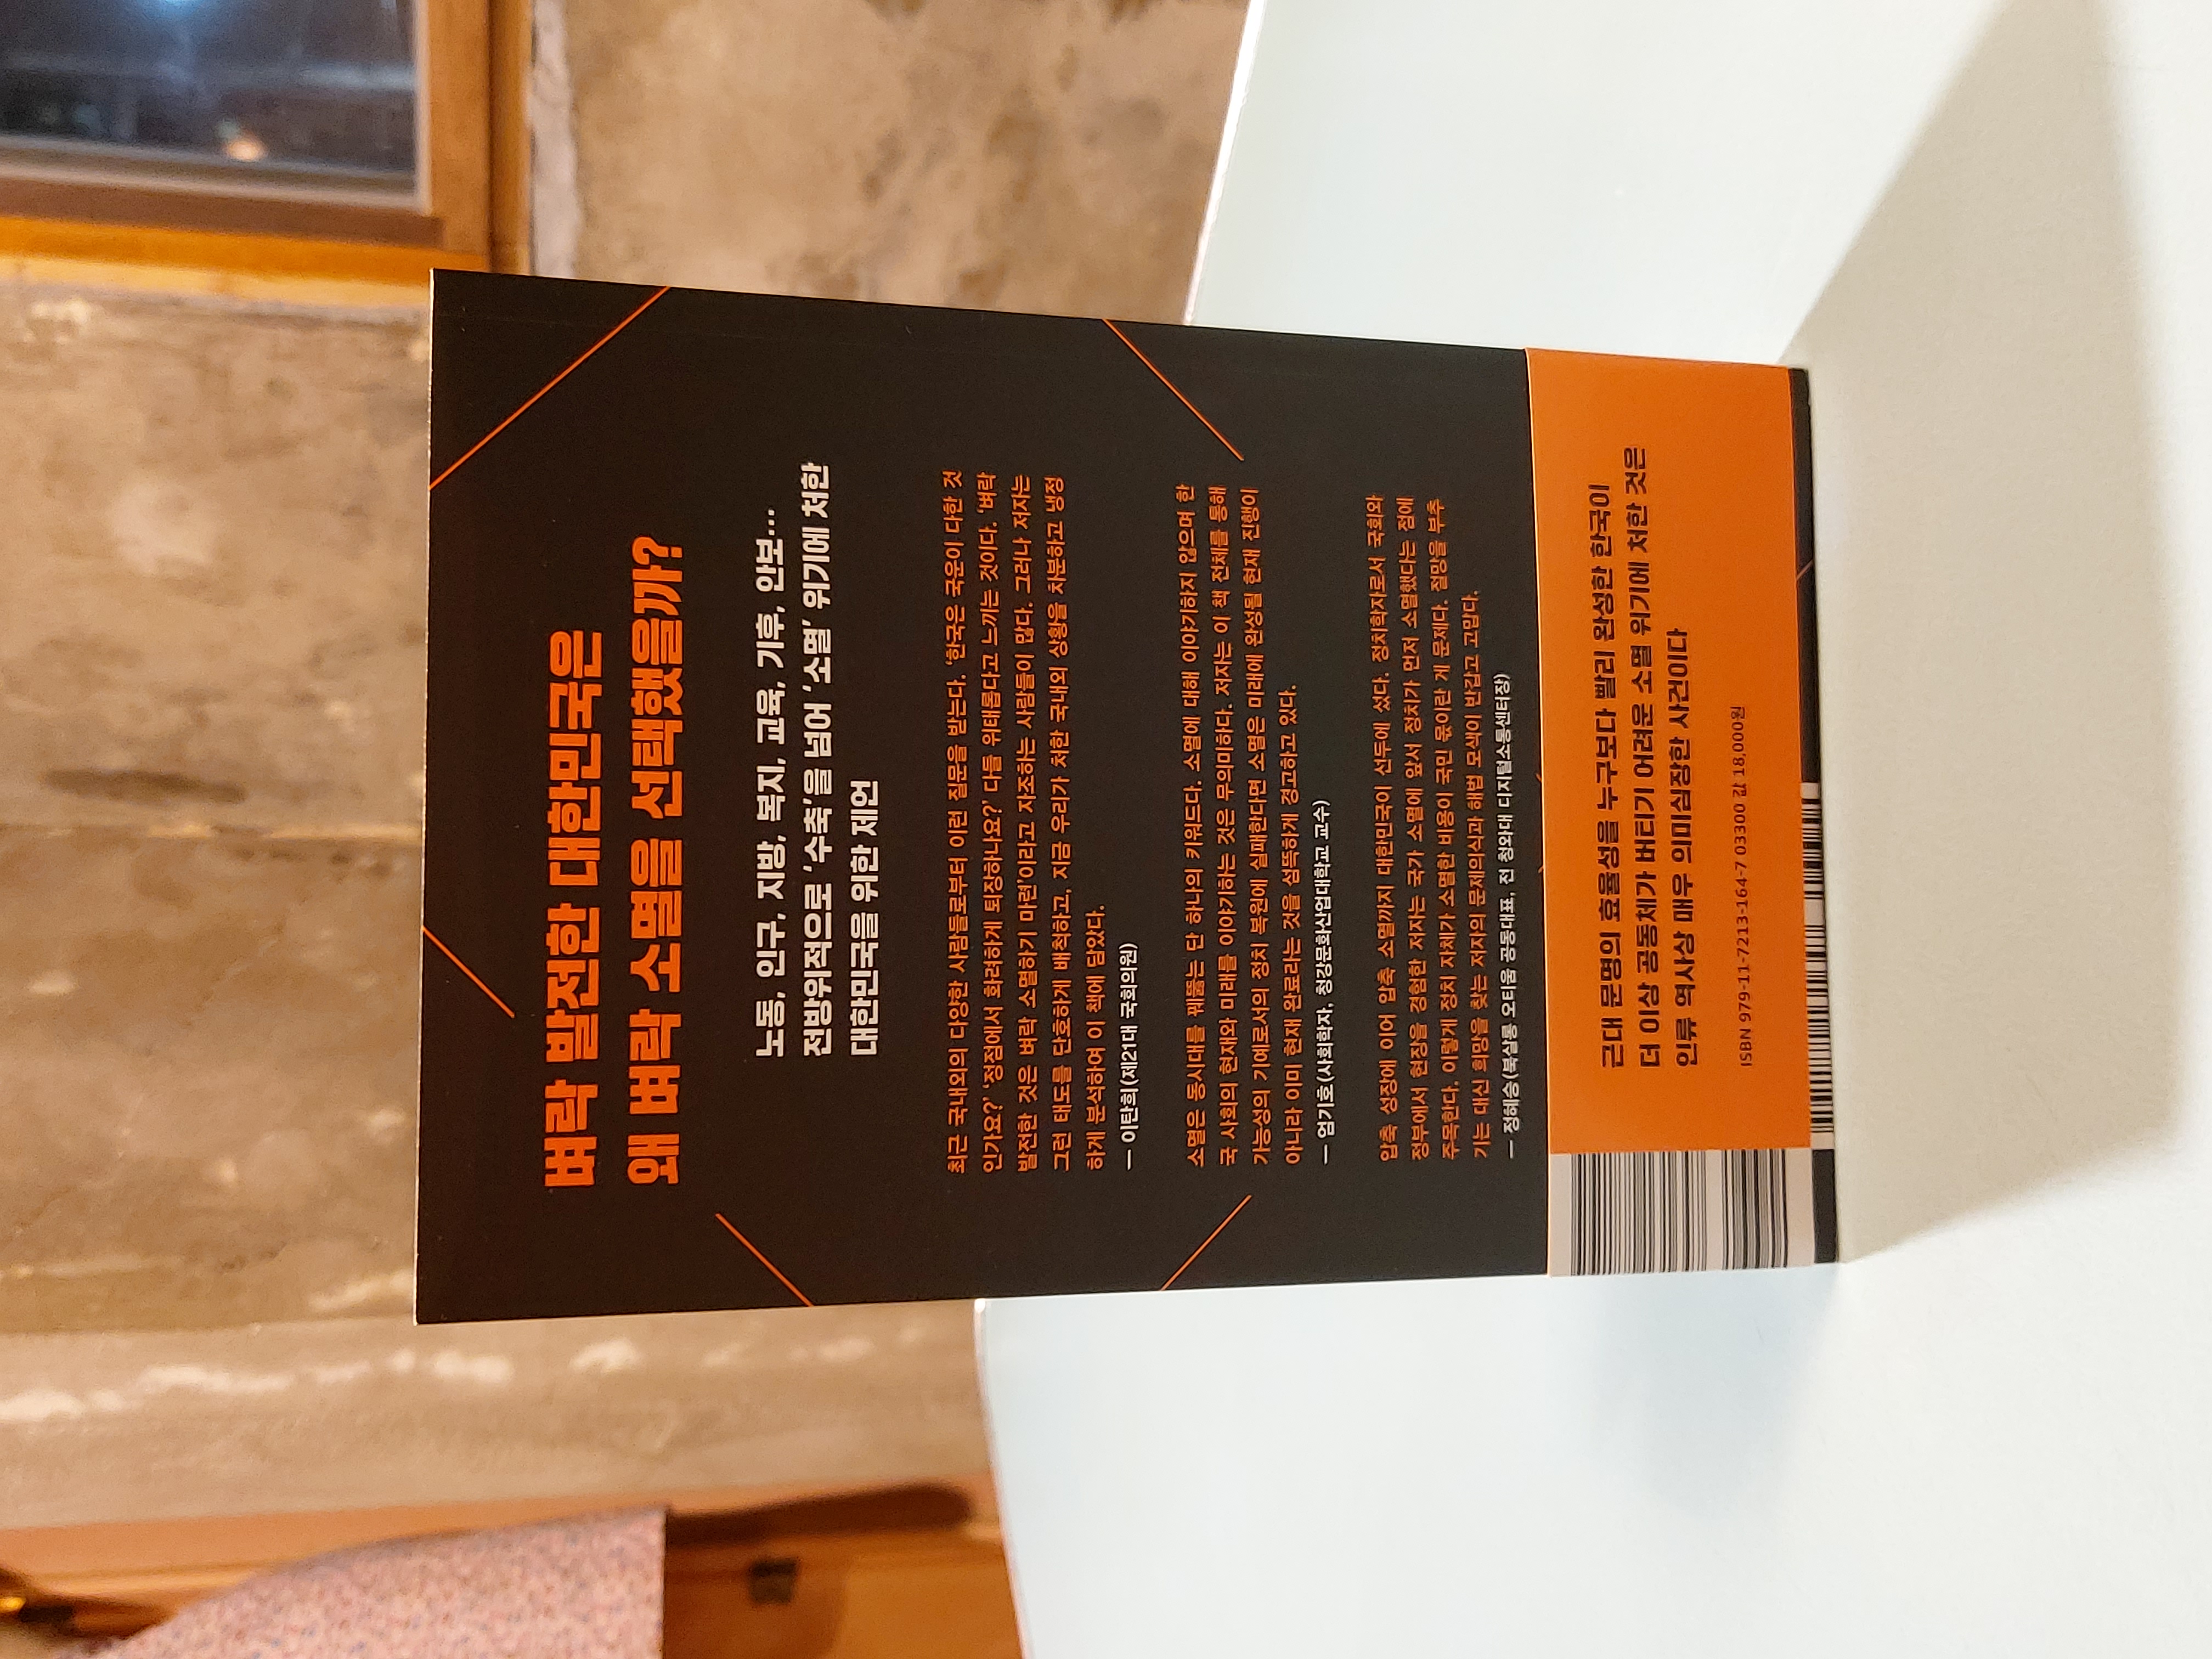 벼락 발전한 대한민국은
왜 벼락 소멸을 선택했을까?
노동, 인구, 지방, 복지, 교육, 기후, 안보…
전방위적으로 ‘수축’을 넘어 ‘소멸’ 위기에 처한
대한민국을 위한 제언
최근 국내외의 다양한 사람들로부터 이런 질문을 받는다. ‘한국은 국운이 다한 것
인가요?’ ‘정점에서 화려하게 퇴장하나요?’ 다들 위태롭다고 느끼는 것이다. ‘벼락
발전한 것은 벼락 소멸하기 마련’이라고 자조하는 사람들이 많다. 그러나 저자는
그런 태도를 단호하게 배척하고, 지금 우리가 처한 국내외 상황을 차분하고 냉정
하게 분석하여 이 책에 담았다.
— 이탄희(제21대 국회의원)
소멸은 동시대를 꿰뚫는 단 하나의 키워드다. 소멸에 대해 이야기하지 않으며 한
국 사회의 현재와 미래를 이야기하는 것은 무의미하다. 저자는 이 책 전체를 통해
가능성의 기예로서의 정치 복원에 실패한다면 소멸은 미래에 완성될 현재 진행이
아니라 이미 현재 완료라는 것을 섬뜩하게 경고하고 있다.
— 엄기호(사회학자, 청강문화산업대학교 교수)
압축 성장에 이어 압축 소멸까지 대한민국이 선두에 섰다. 정치학자로서 국회와
정부에서 현장을 경험한 저자는 국가 소멸에 앞서 정치가 먼저 소멸했다는 점에
주목한다. 이렇게 정치 자체가 소멸한 비용이 국민 몫이란 게 문제다. 절망을 부추
기는 대신 희망을 찾는 저자의 문제의식과 해법 모색이 반갑고 고맙다.
— 정혜승(북살롱 오티움 공동대표, 전 청와대 디지털소통센터장)
근대 문명의 효율성을 누구보다 빨리 완성한 한국이
더 이상 공동체가 버티기 어려운 소멸 위기에 처한 것은
인류 역사상 매우 의미심장한 사건이다
ISBN 979-11-7213-164-7 03300 값 18,000원